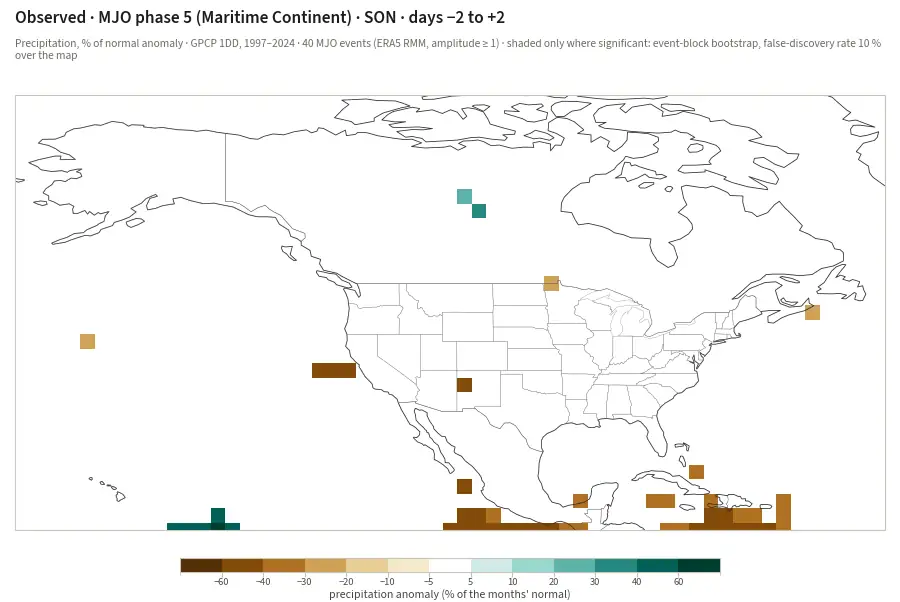 Observed · MJO phase 5 (Maritime Continent) · SON · days −2 to +2
Precipitation, % of normal anomaly · GPCP 1DD, 1997–2024 · 40 MJO events (ERA5 RMM, amplitude ≥ 1) · shaded only where significant: event-block bootstrap, false-discovery rate 10 %
over the map
−60 −40 −30 −20 −10 −5 5 10 20 30 40 60
precipitation anomaly (% of the months' normal)